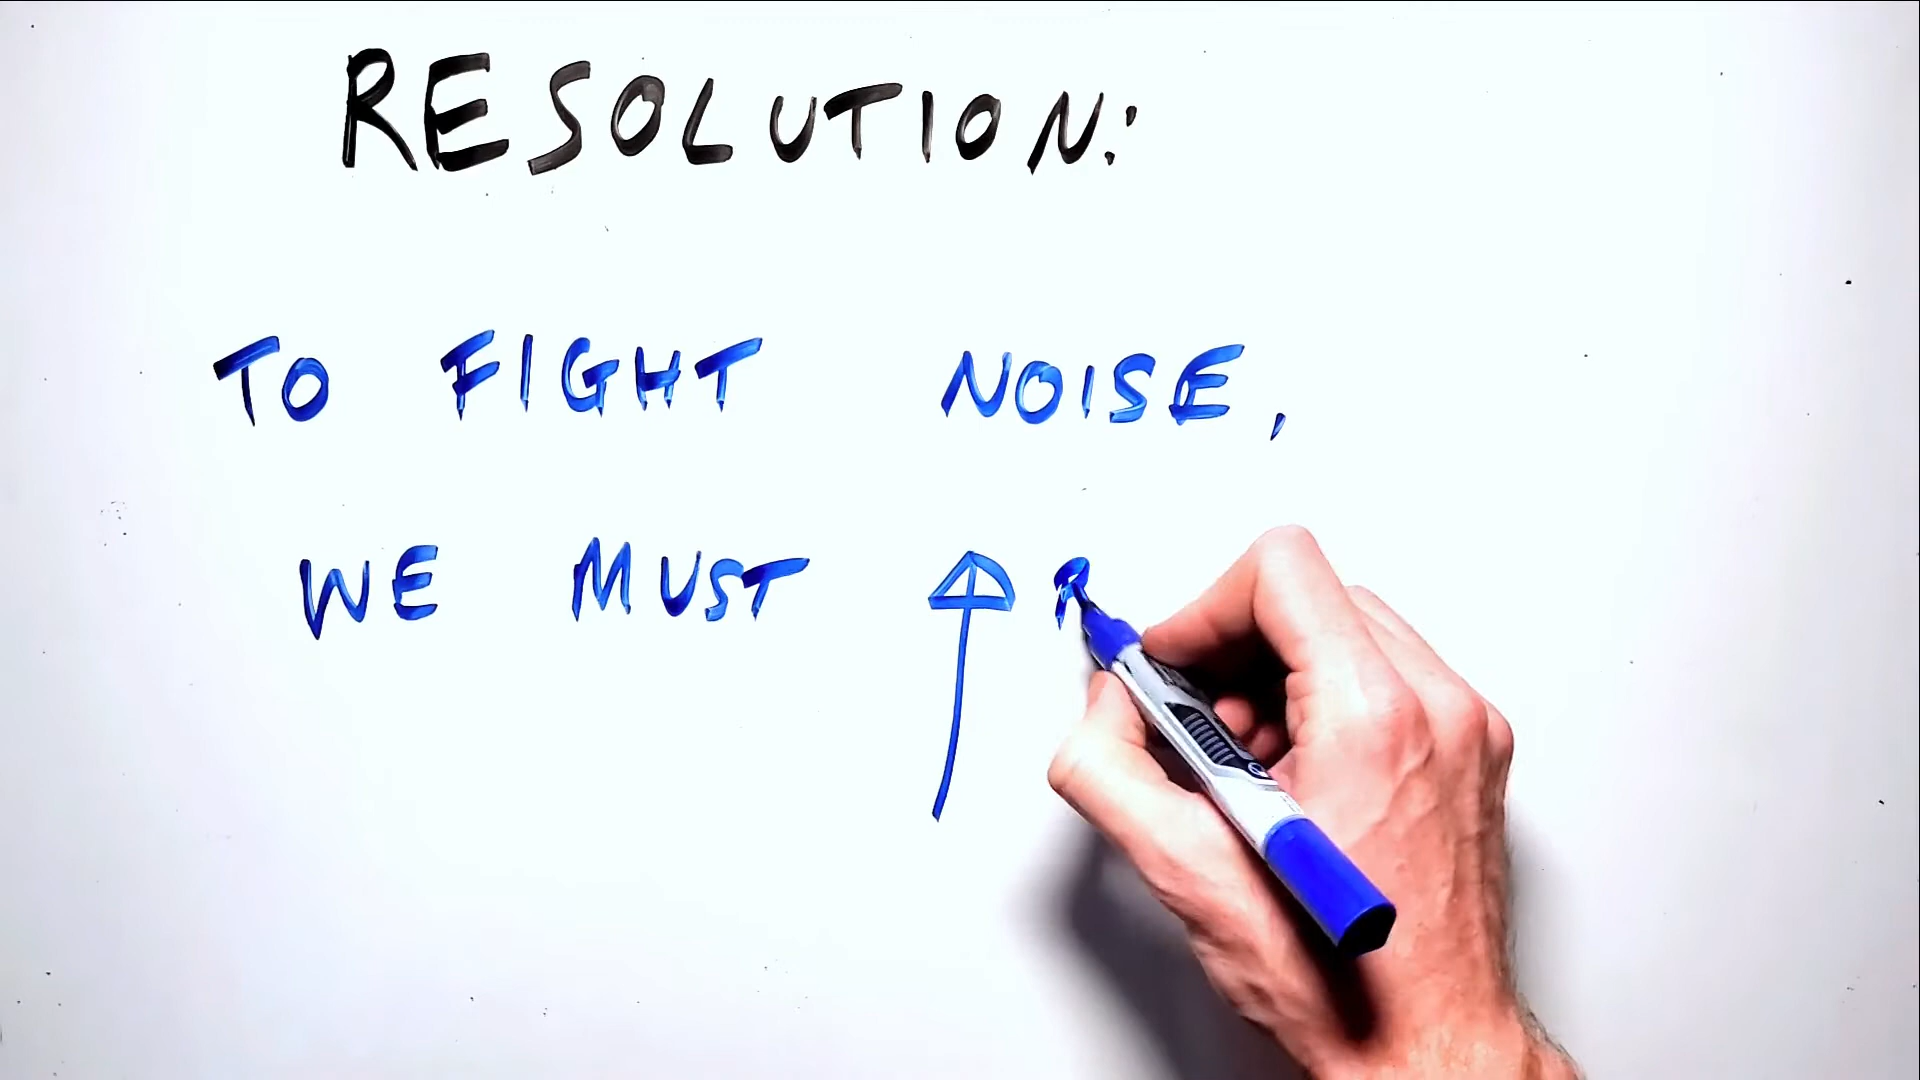 RESOLUTION:
TO FIGHT NOISE,
WE MUST ↑